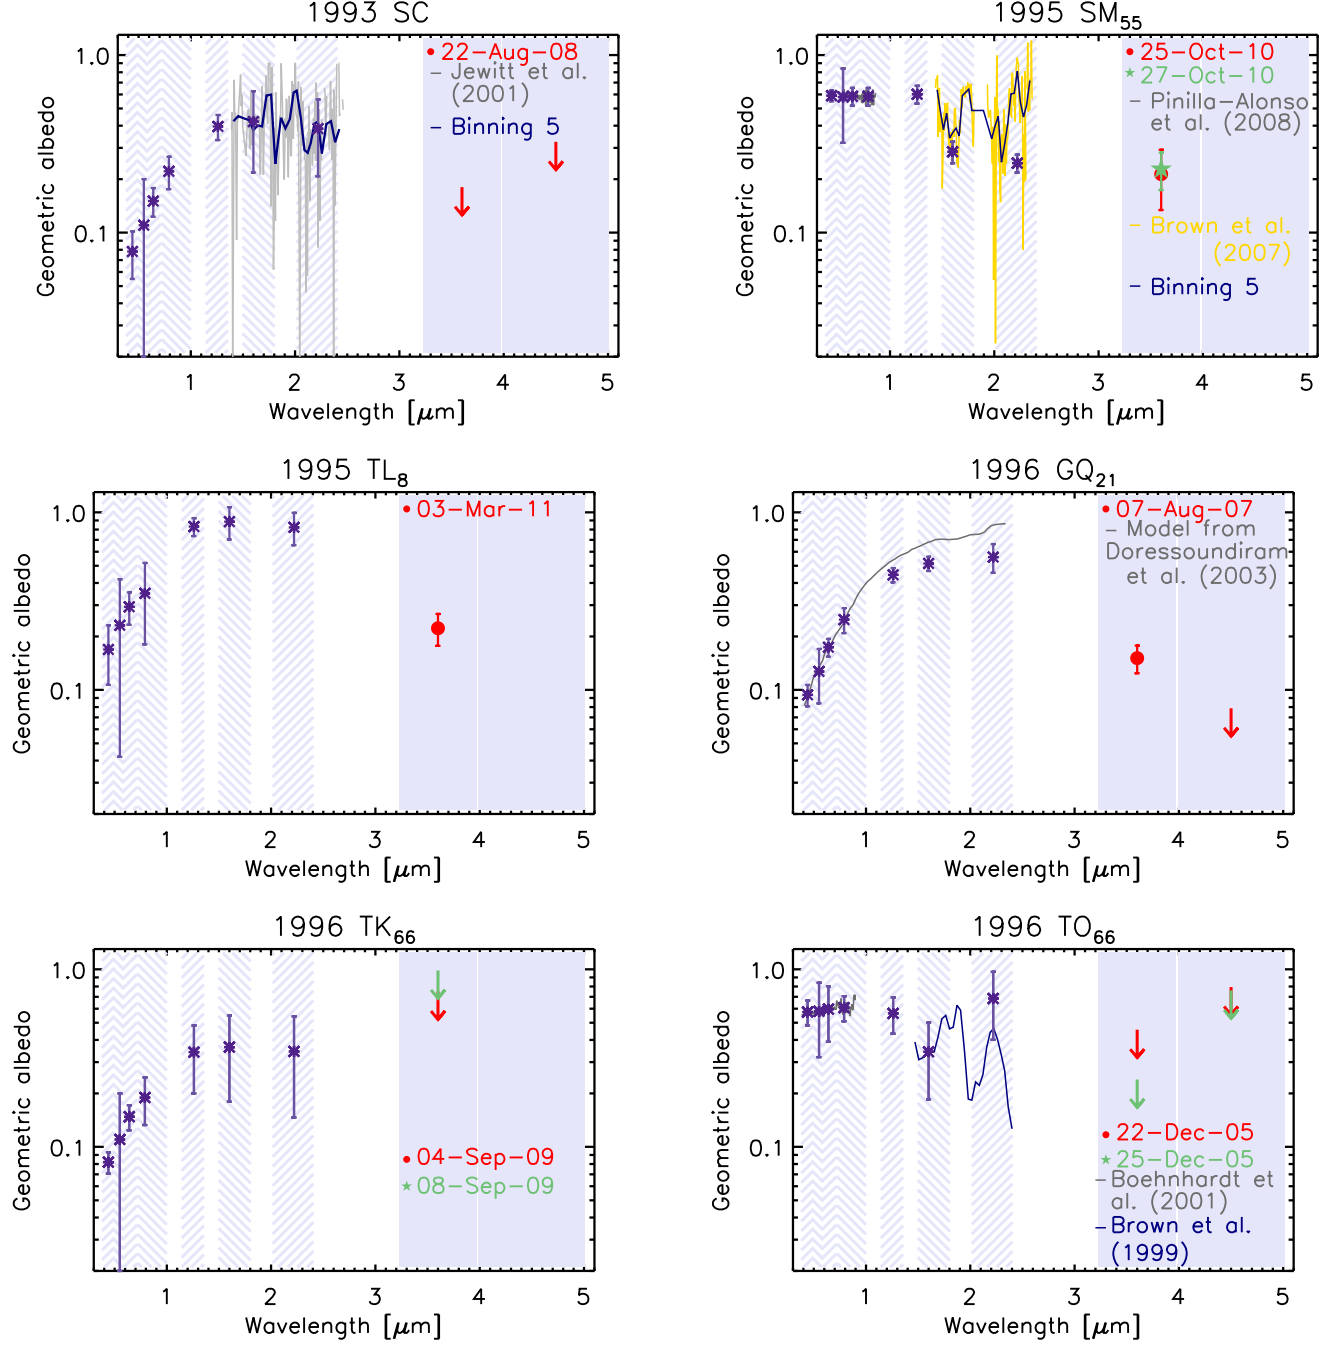 1993 SC
1.0
0.1
Geometric albedo
22-Aug-08
Jewitt et al.
(2001)
Binning 5
1 2 3 4 5
Wavelength [μm]
1995 SM55
1.0
0.1
Geometric albedo
25-Oct-10
27-Oct-10
Pinilla-Alonso
et al. (2008)
Brown et al.
(2007)
Binning 5
1 2 3 4 5
Wavelength [μm]
1995 TL8
1.0
0.1
Geometric albedo
03-Mar-11
1 2 3 4 5
Wavelength [μm]
1996 GQ21
1.0
0.1
Geometric albedo
07-Aug-07
Model from
Doressoundiram
et al. (2003)
1 2 3 4 5
Wavelength [μm]
1996 TK66
1.0
0.1
Geometric albedo
04-Sep-09
08-Sep-09
1 2 3 4 5
Wavelength [μm]
1996 TO66
1.0
0.1
Geometric albedo
22-Dec-05
25-Dec-05
Boehnhardt et
al. (2001)
Brown et al.
(1999)
1 2 3 4 5
Wavelength [μm]